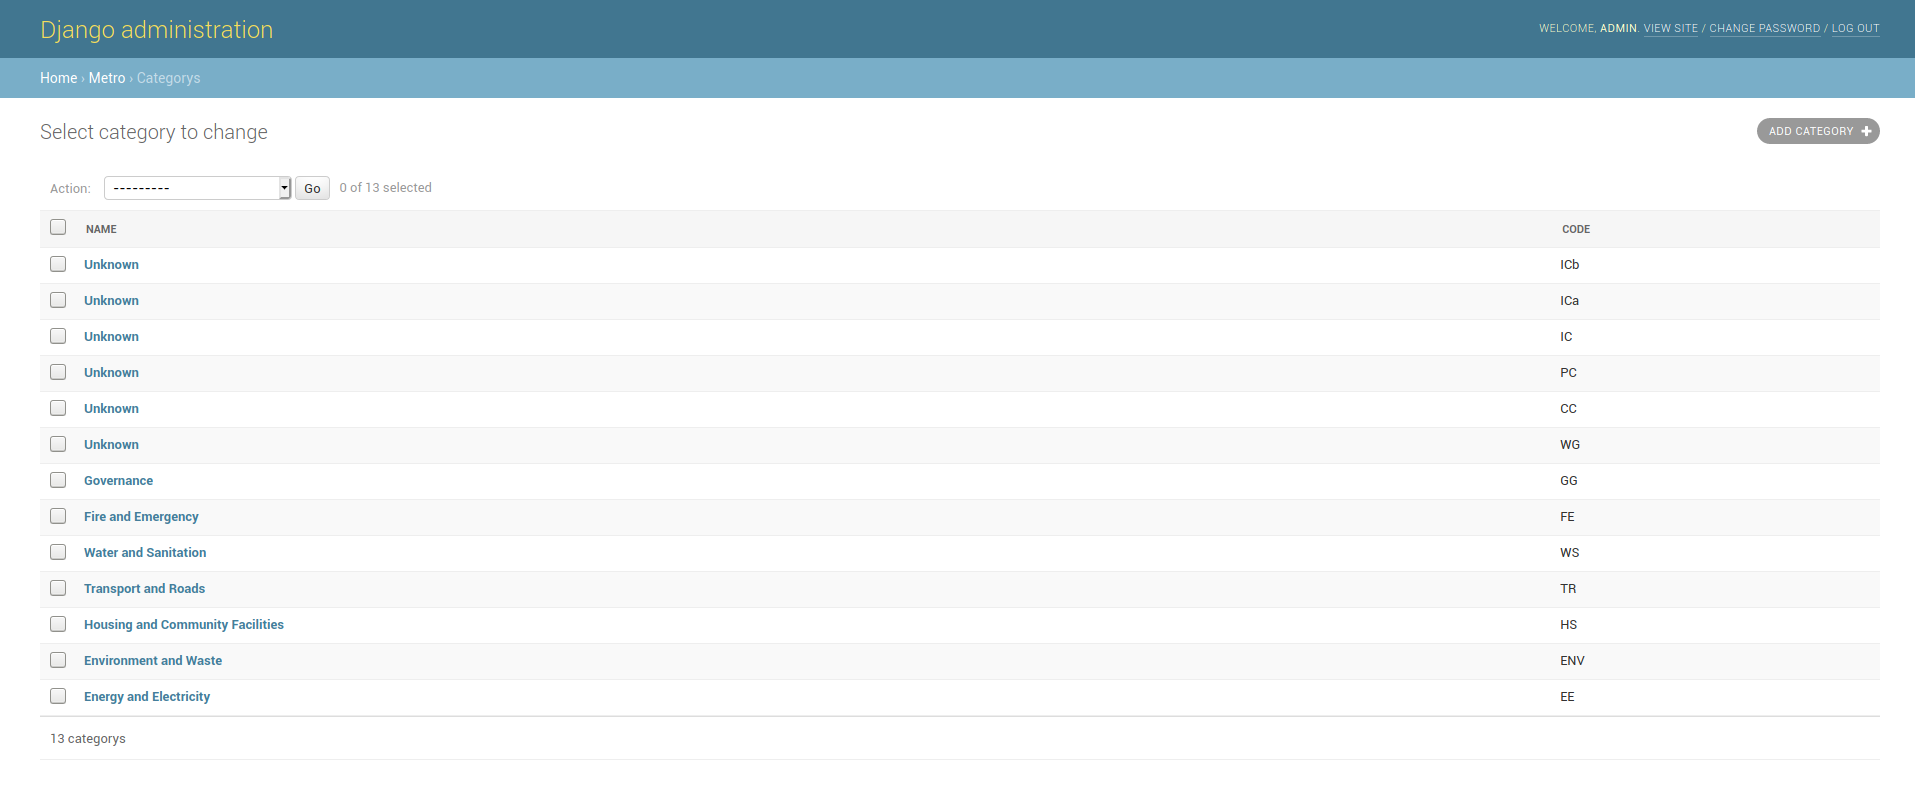 Django administration
WELCOME, ADMIN. VIEW SITE / CHANGE PASSWORD / LOG OUT
Home › Metro › Categorys
Select category to change
ADD CATEGORY +
Action: --------- Go 0 of 13 selected
NAME CODE
Unknown ICb
Unknown ICa
Unknown IC
Unknown PC
Unknown CC
Unknown WG
Governance GG
Fire and Emergency FE
Water and Sanitation WS
Transport and Roads TR
Housing and Community Facilities HS
Environment and Waste ENV
Energy and Electricity EE
13 categorys